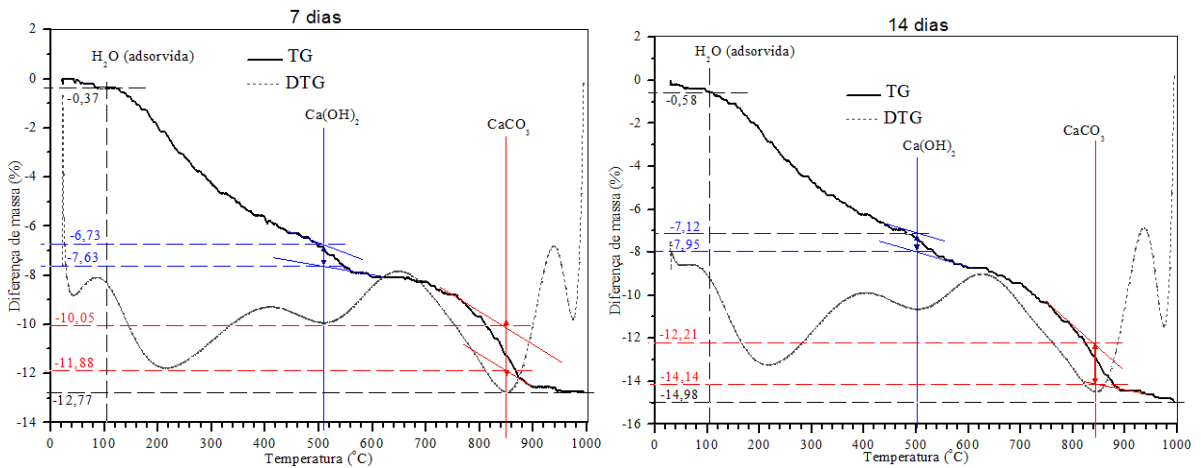 7 dias
2
0
-2
-4
-6
-8
-10
-12
-14
Diferença de massa (%)
H₂O (adsorvida)
TG
DTG
Ca(OH)₂
CaCO₃
-0,37
-6,73
-7,63
-10,05
-11,88
-12,77
0 100 200 300 400 500 600 700 800 900 1000
Temperatura (°C)
14 dias
2
0
-2
-4
-6
-8
-10
-12
-14
-16
Diferença de massa (%)
H₂O (adsorvida)
TG
DTG
CaCO₃
Ca(OH)₂
-0,58
-7,12
-7,95
-12,21
-14,14
-14,98
0 100 200 300 400 500 600 700 800 900 1000
Temperatura (°C)